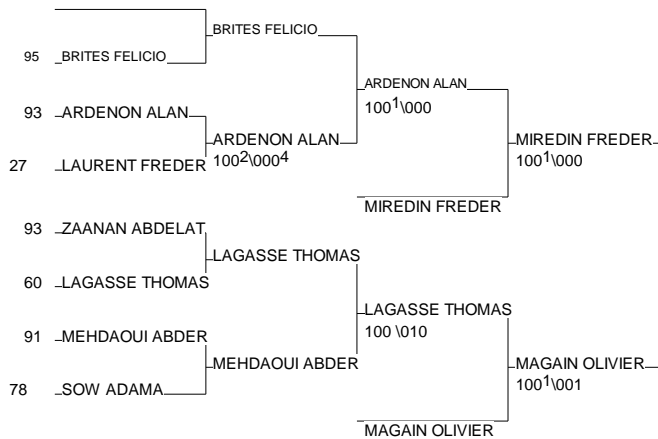 BRITES FELICIO
95 BRITES FELICIO
ARDENON ALAN
100¹\000
93 ARDENON ALAN
ARDENON ALAN
100²\000⁴
MIREDIN FREDER
100¹\000
27 LAURENT FREDER
MIREDIN FREDER
93 ZAANAN ABDELAT
LAGASSE THOMAS
60 LAGASSE THOMAS
LAGASSE THOMAS
100 \010
91 MEHDAOUI ABDER
MEHDAOUI ABDER
MAGAIN OLIVIER
100¹\001
78 SOW ADAMA
MAGAIN OLIVIER